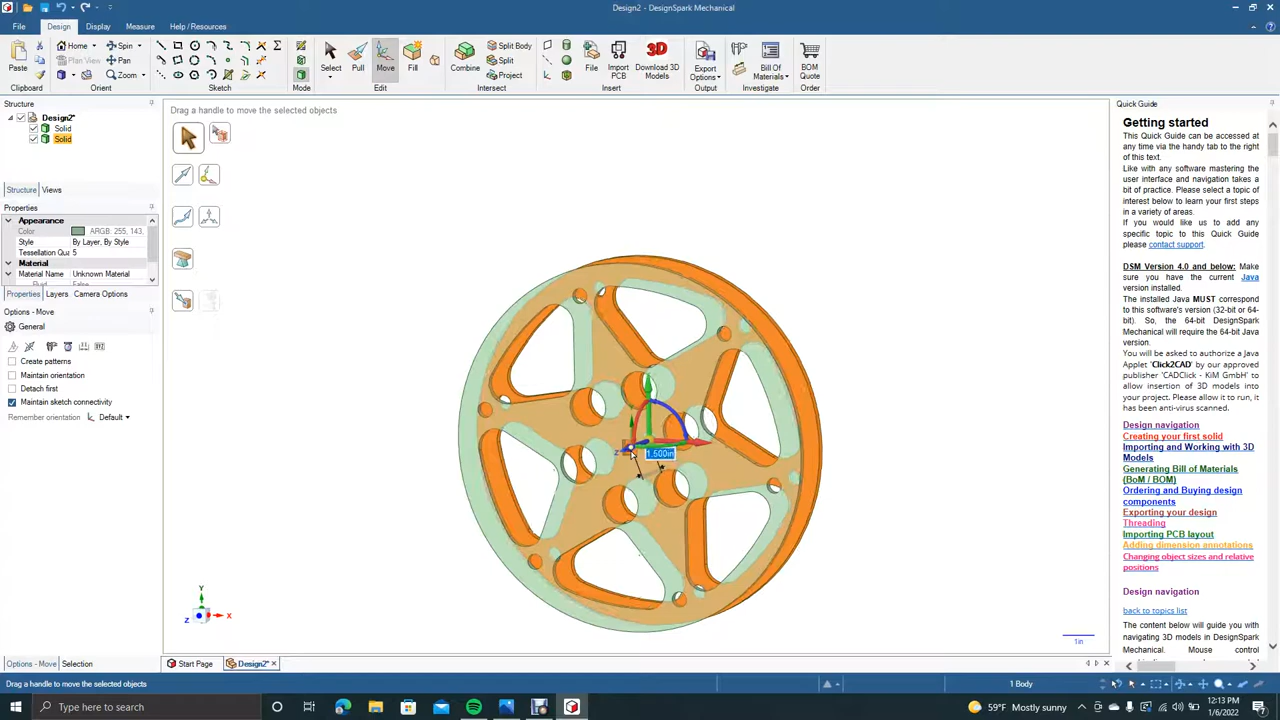 Design2* - DesignSpark Mechanical
File
Design
Display
Measure
Help / Resources
Paste
Home
Spin
Plan View
Pan
Zoom
Select
Pull
Move
Fill
Combine
Split Body
Split
Project
File
Import PCB
Download 3D Models
3D
Export Options
Bill Of Materials
BOM Quote
Clipboard
Orient
Sketch
Mode
Edit
Intersect
Insert
Output
Investigate
Order
Structure
Design2*
Solid
Solid
Structure
Views
Properties
Appearance
Color
ARGB: 255, 143,
Style
By Layer, By Style
Tessellation Qua
5
Material
Material Name
Unknown Material
Properties
Layers
Camera Options
Options - Move
General
Create patterns
Maintain orientation
Detach first
Maintain sketch connectivity
Remember orientation
Default
Options - Move
Selection
Drag a handle to move the selected objects
1.500in
Z
Y
X
Z
1in
Start Page
Design2*
Quick Guide
Getting started
This Quick Guide can be accessed at
any time via the handy tab to the right
of this text.
Like with any software mastering the
user interface and navigation takes a
bit of practice. Please select a topic of
interest below to learn your first steps
in a variety of areas.
If you would like us to add any
specific topic to this Quick Guide
please contact support.
DSM Version 4.0 and below: Make
sure you have the current Java
version installed.
The installed Java MUST correspond
to this software's version (32-bit or 64-
bit). So, the 64-bit DesignSpark
Mechanical will require the 64-bit Java
version.
You will be asked to authorize a Java
Applet 'Click2CAD' by our approved
publisher 'CADClick - KiM GmbH' to
allow insertion of 3D models into
your project. Please allow it to run, it
has been anti-virus scanned.
Design navigation
Creating your first solid
Importing and Working with 3D
Models
Generating Bill of Materials
(BoM / BOM)
Ordering and Buying design
components
Exporting your design
Threading
Importing PCB layout
Adding dimension annotations
Changing object sizes and relative
positions
Design navigation
back to topics list
The content below will guide you with
navigating 3D models in DesignSpark
Mechanical. Mouse control
Drag a handle to move the selected objects
1 Body
Type here to search
59°F Mostly sunny
12:13 PM
1/6/2022